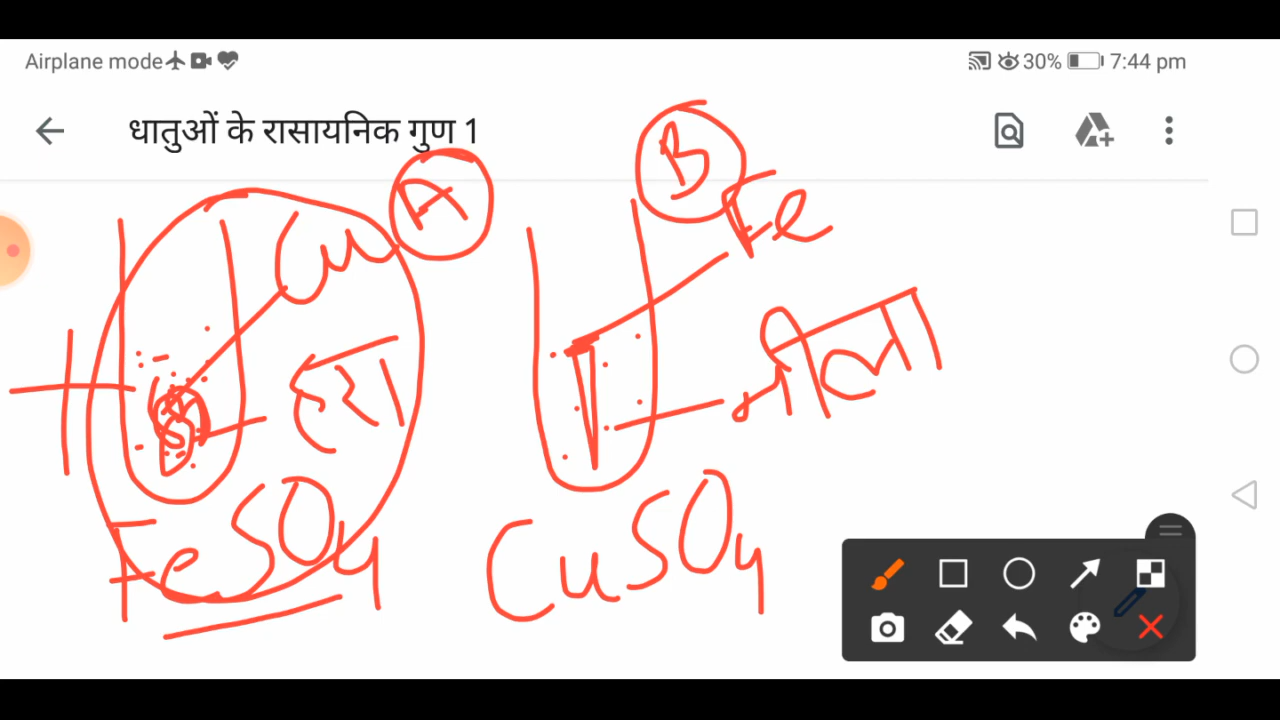 Airplane mode 30% 7:44 pm
धातुओं के रासायनिक गुण 1
A B
Cu Fe
हरा नीला
FeSO4 CuSO4